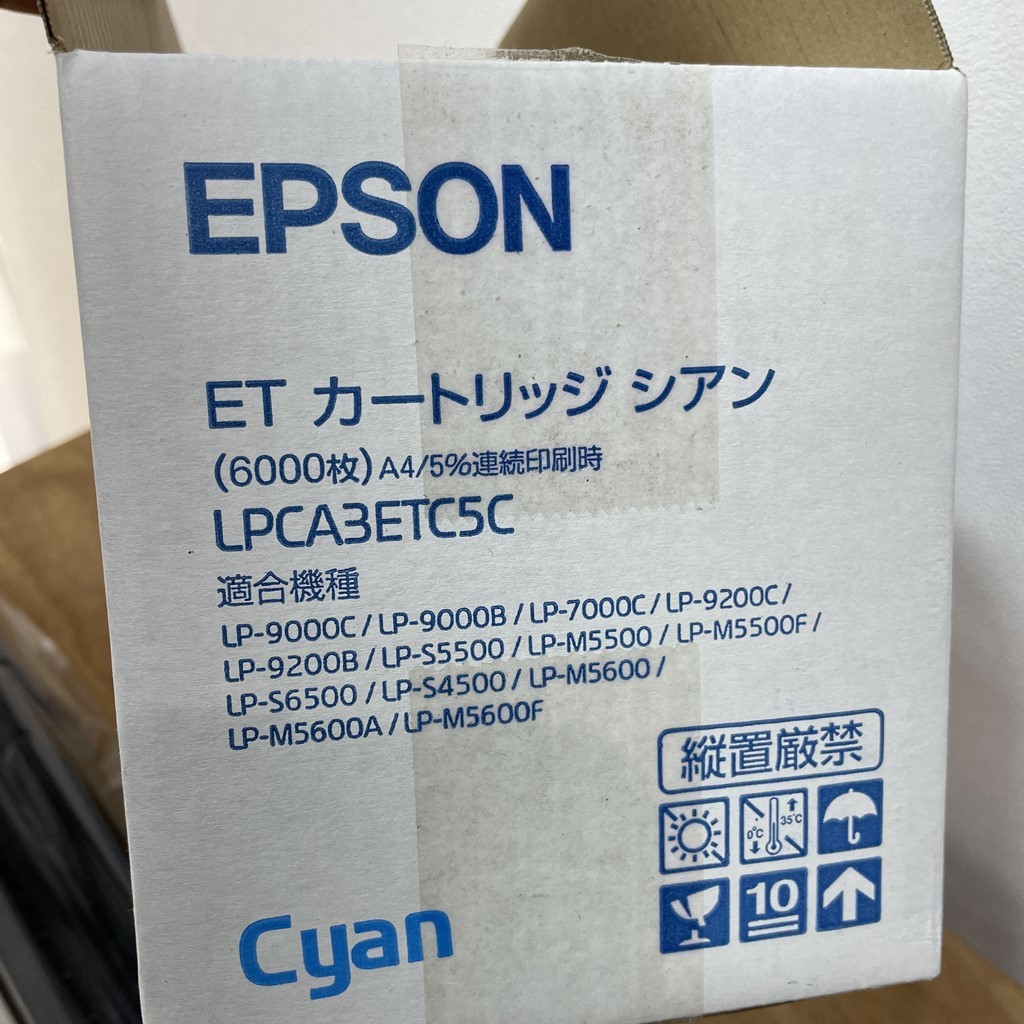 EPSON
ET カートリッジ シアン
(6000枚) A4/5%連続印刷時
LPCA3ETC5C
適合機種
LP-9000C / LP-9000B / LP-7000C / LP-9200C /
LP-9200B / LP-S5500 / LP-M5500 / LP-M5500F /
LP-S6500 / LP-S4500 / LP-M5600 /
LP-M5600A / LP-M5600F
縦置厳禁
0°C 35°C
10
Cyan